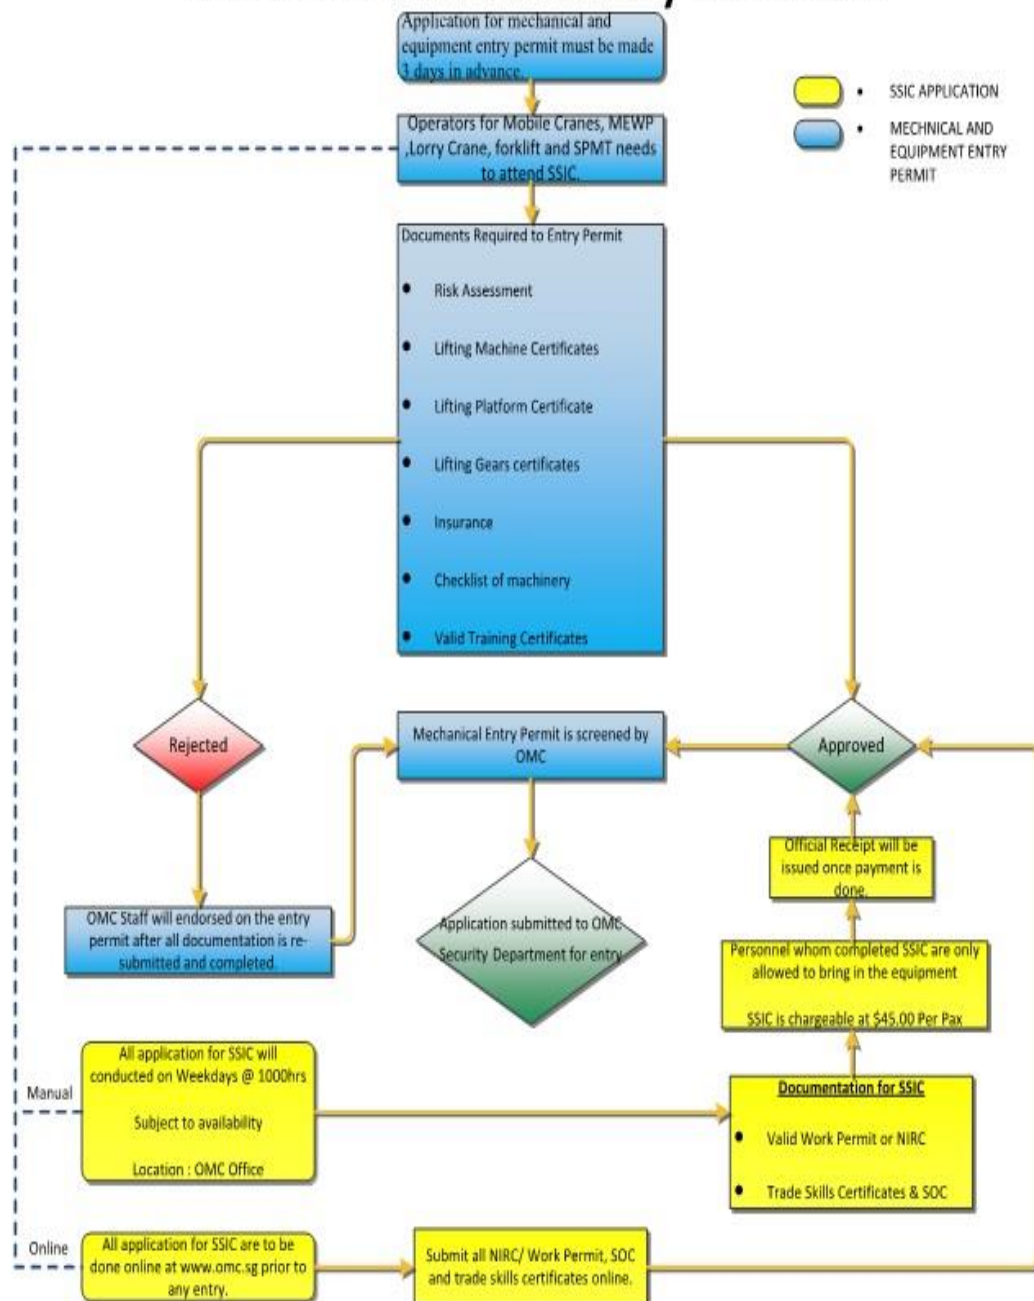 Application for mechanical and
equipment entry permit must be made
3 days in advance.
SSIC APPLICATION
MECHNICAL AND
EQUIPMENT ENTRY
PERMIT
Operators for Mobile Cranes, MEWP
,Lorry Crane, forklift and SPMT needs
to attend SSIC.
Documents Required to Entry Permit
Risk Assessment
Lifting Machine Certificates
Lifting Platform Certificate
Lifting Gears certificates
Insurance
Checklist of machinery
Valid Training Certificates
Rejected
Mechanical Entry Permit is screened by
OMC
Approved
Official Receipt will be
issued once payment is
done.
OMC Staff will endorsed on the entry
permit after all documentation is re-
submitted and completed.
Application submitted to OMC
Security Department for entry
Personnel whom completed SSIC are only
allowed to bring in the equipment
SSIC is chargeable at $45.00 Per Pax
Manual
All application for SSIC will
conducted on Weekdays @ 1000hrs
Subject to availability
Location : OMC Office
Documentation for SSIC
Valid Work Permit or NIRC
Trade Skills Certificates & SOC
Online
All application for SSIC are to be
done online at www.omc.sg prior to
any entry.
Submit all NIRC/ Work Permit, SOC
and trade skills certificates online.